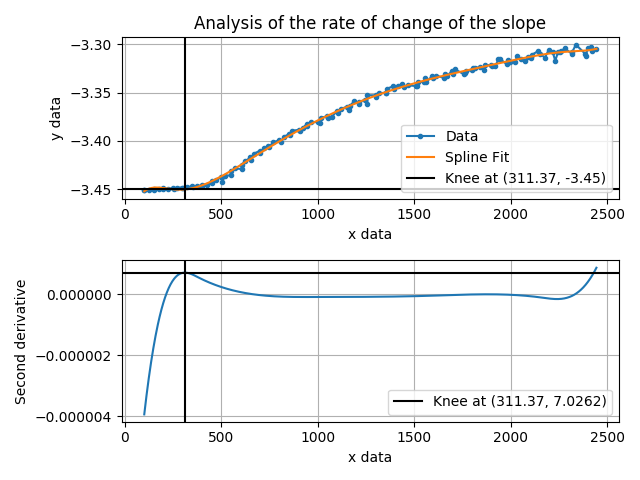 Analysis of the rate of change of the slope
y data
−3.30
−3.35
−3.40
−3.45
Data
Spline Fit
Knee at (311.37, -3.45)
0 500 1000 1500 2000 2500
x data
Second derivative
0.000000
−0.000002
−0.000004
Knee at (311.37, 7.0262)
0 500 1000 1500 2000 2500
x data